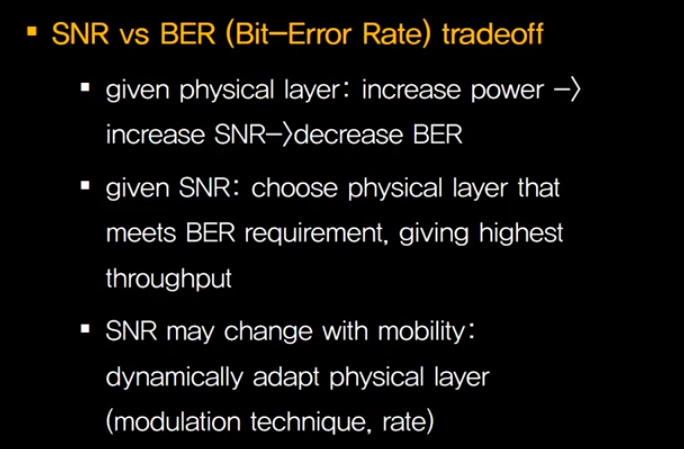 ▪ SNR vs BER (Bit-Error Rate) tradeoff
▪ given physical layer: increase power -〉
increase SNR-〉decrease BER
▪ given SNR: choose physical layer that
meets BER requirement, giving highest
throughput
▪ SNR may change with mobility:
dynamically adapt physical layer
(modulation technique, rate)